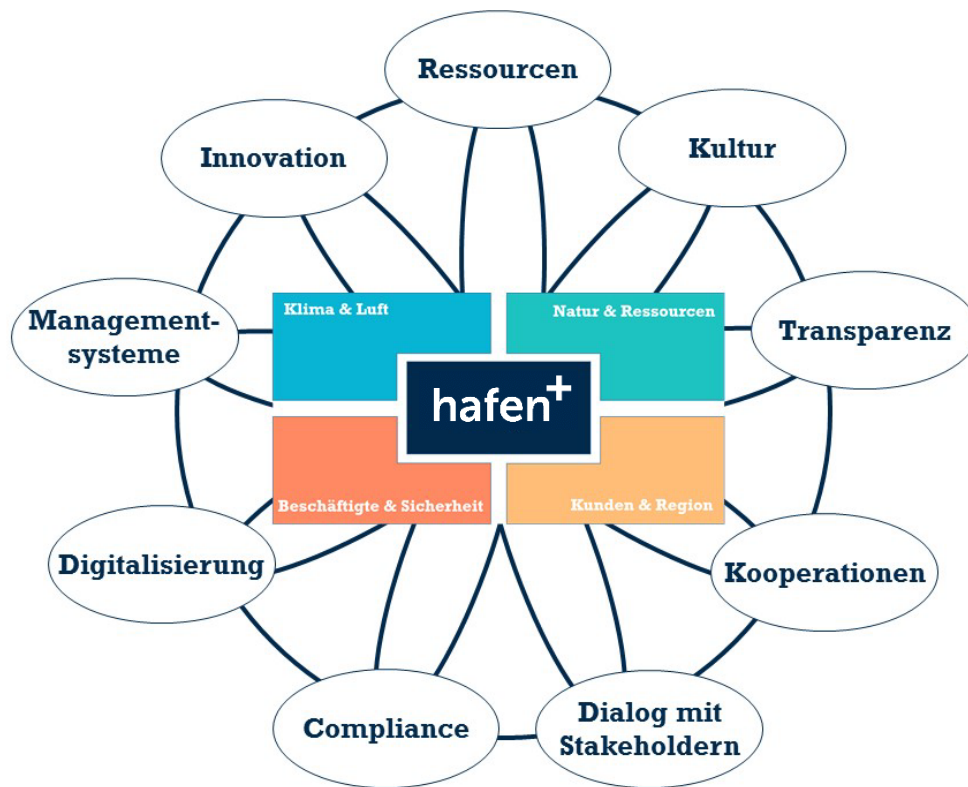 Ressourcen
Innovation
Kultur
Management-
systeme
Klima & Luft
Natur & Ressourcen
Transparenz
hafen+
Beschäftigte & Sicherheit
Kunden & Region
Digitalisierung
Kooperationen
Compliance
Dialog mit
Stakeholdern